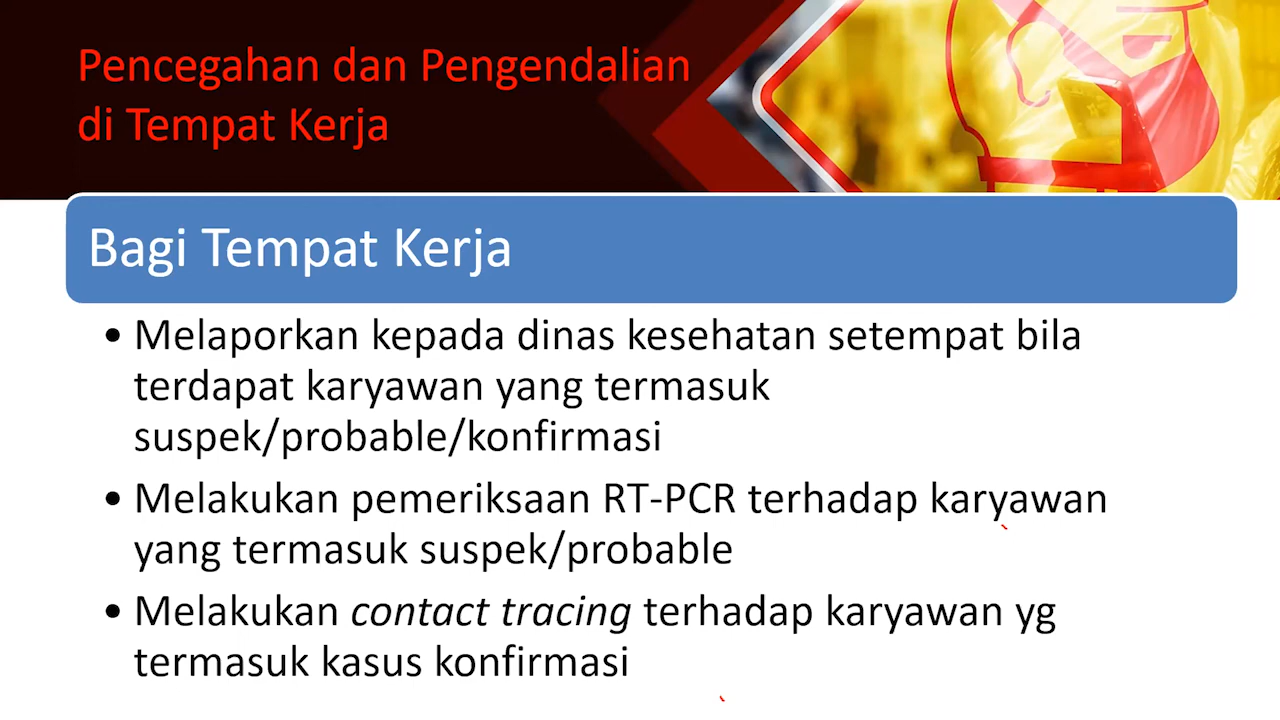 Pencegahan dan Pengendalian
di Tempat Kerja
Bagi Tempat Kerja
• Melaporkan kepada dinas kesehatan setempat bila
terdapat karyawan yang termasuk
suspek/probable/konfirmasi
• Melakukan pemeriksaan RT-PCR terhadap karyawan
yang termasuk suspek/probable
• Melakukan contact tracing terhadap karyawan yg
termasuk kasus konfirmasi